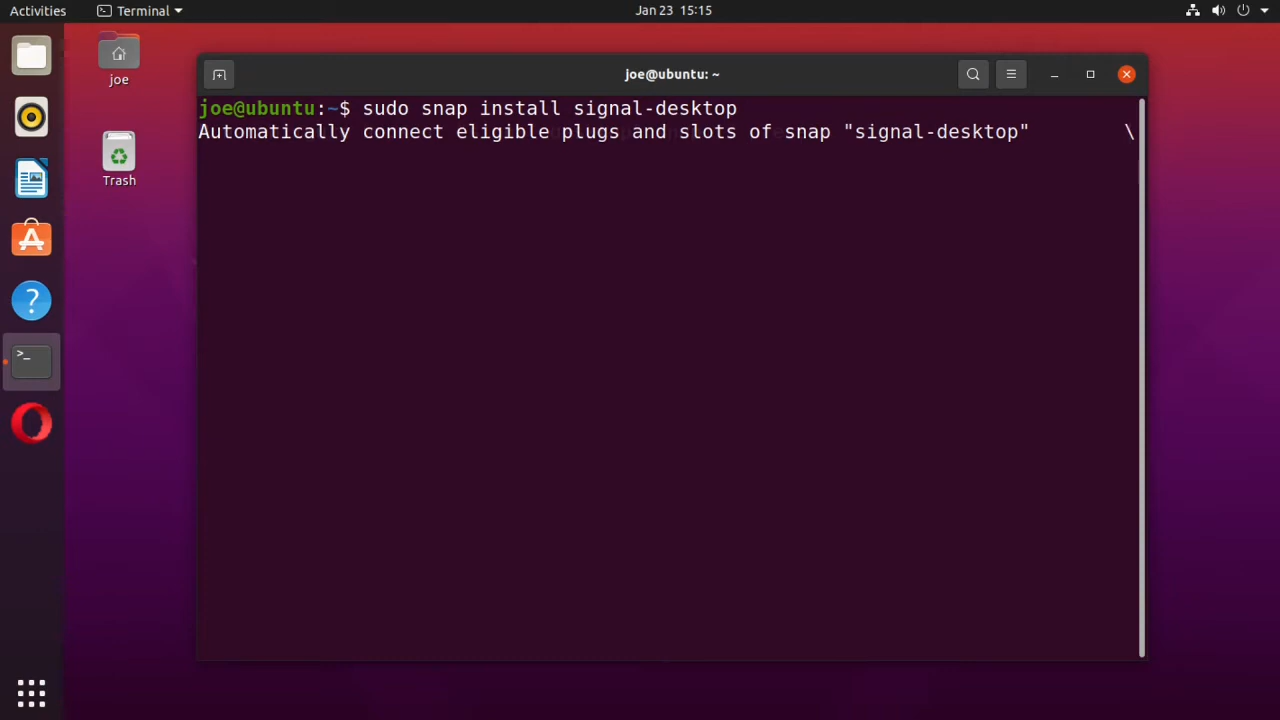 Activities
Terminal
Jan 23 15:15
joe
Trash
joe@ubuntu: ~
joe@ubuntu:~$ sudo snap install signal-desktop
Automatically connect eligible plugs and slots of snap "signal-desktop" \